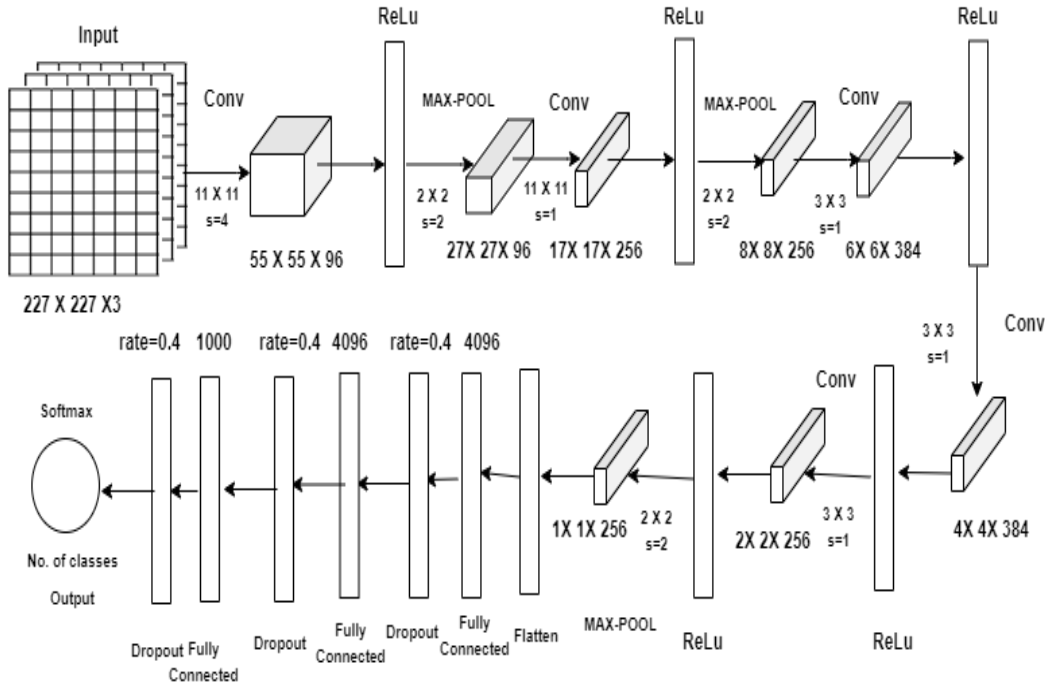 Input
Conv
11 X 11
s=4
227 X 227 X3
55 X 55 X 96
ReLu
MAX-POOL
2 X 2
s=2
27X 27X 96
Conv
11 X 11
s=1
17X 17X 256
ReLu
MAX-POOL
2 X 2
s=2
8X 8X 256
Conv
3 X 3
s=1
6X 6X 384
ReLu
3 X 3
s=1
Conv
4X 4X 384
ReLu
Conv
3 X 3
s=1
2X 2X 256
ReLu
2 X 2
s=2
MAX-POOL
1X 1X 256
Flatten
4096
Fully
Connected
rate=0.4
Dropout
4096
Fully
Connected
rate=0.4
Dropout
1000
Fully
Connected
rate=0.4
Dropout
Softmax
No. of classes
Output